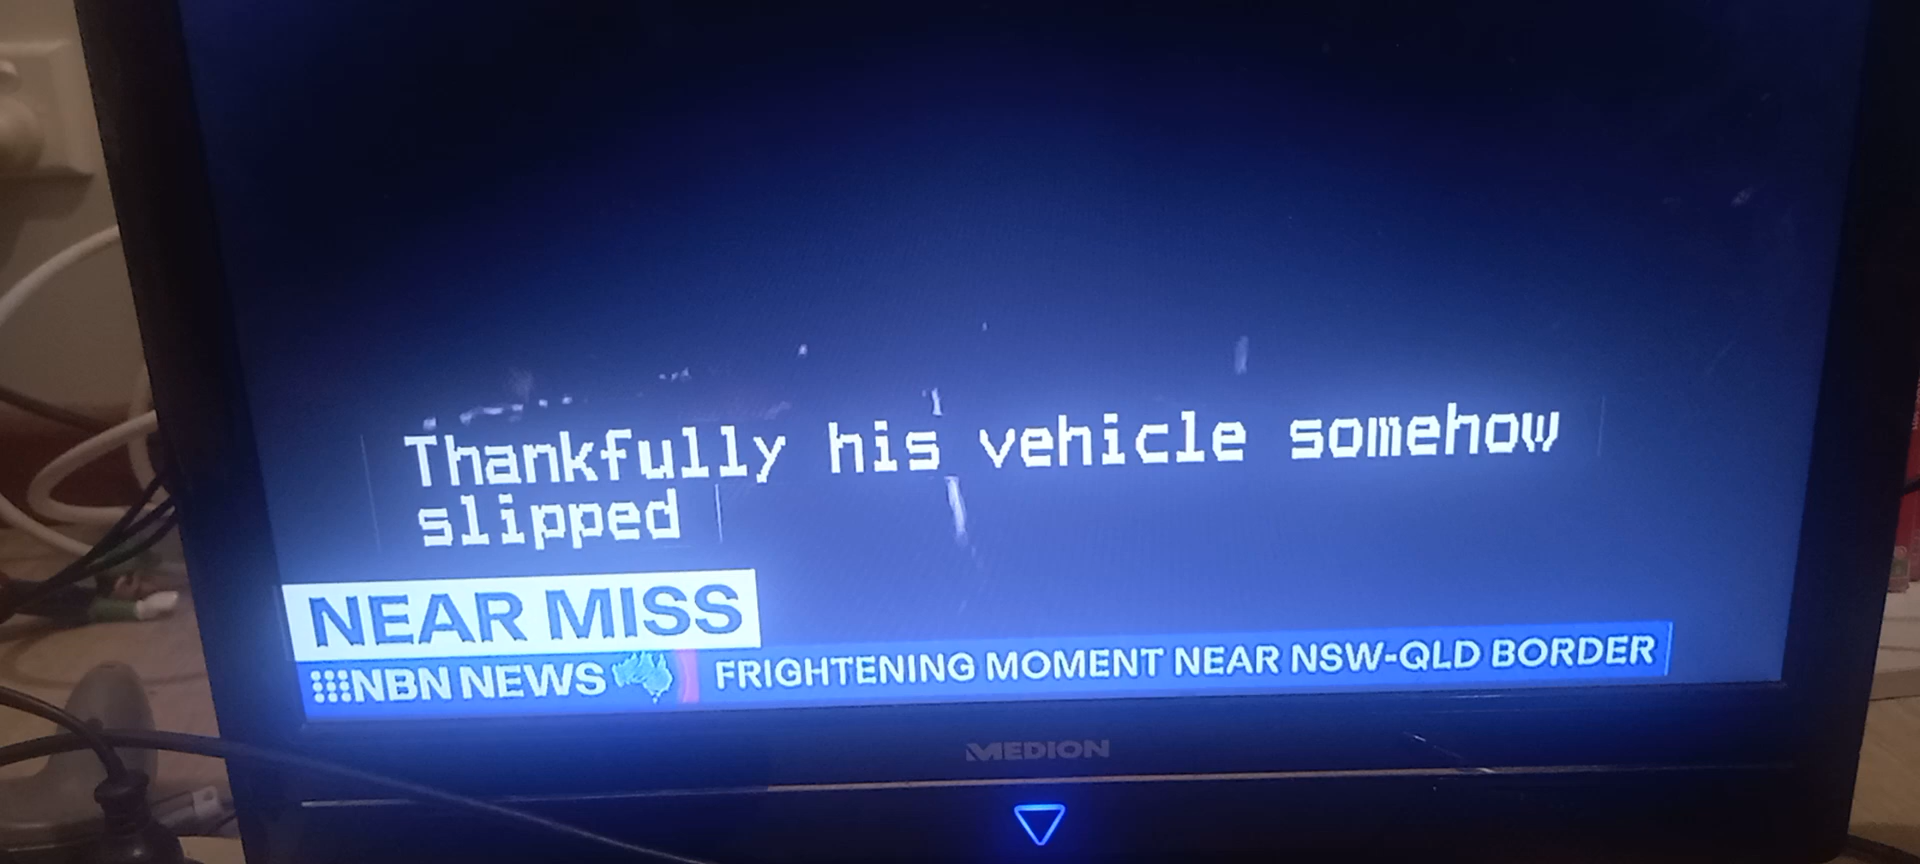 Thankfully his vehicle somehow
slipped
NEAR MISS
NBN NEWS
FRIGHTENING MOMENT NEAR NSW-QLD BORDER
MEDION